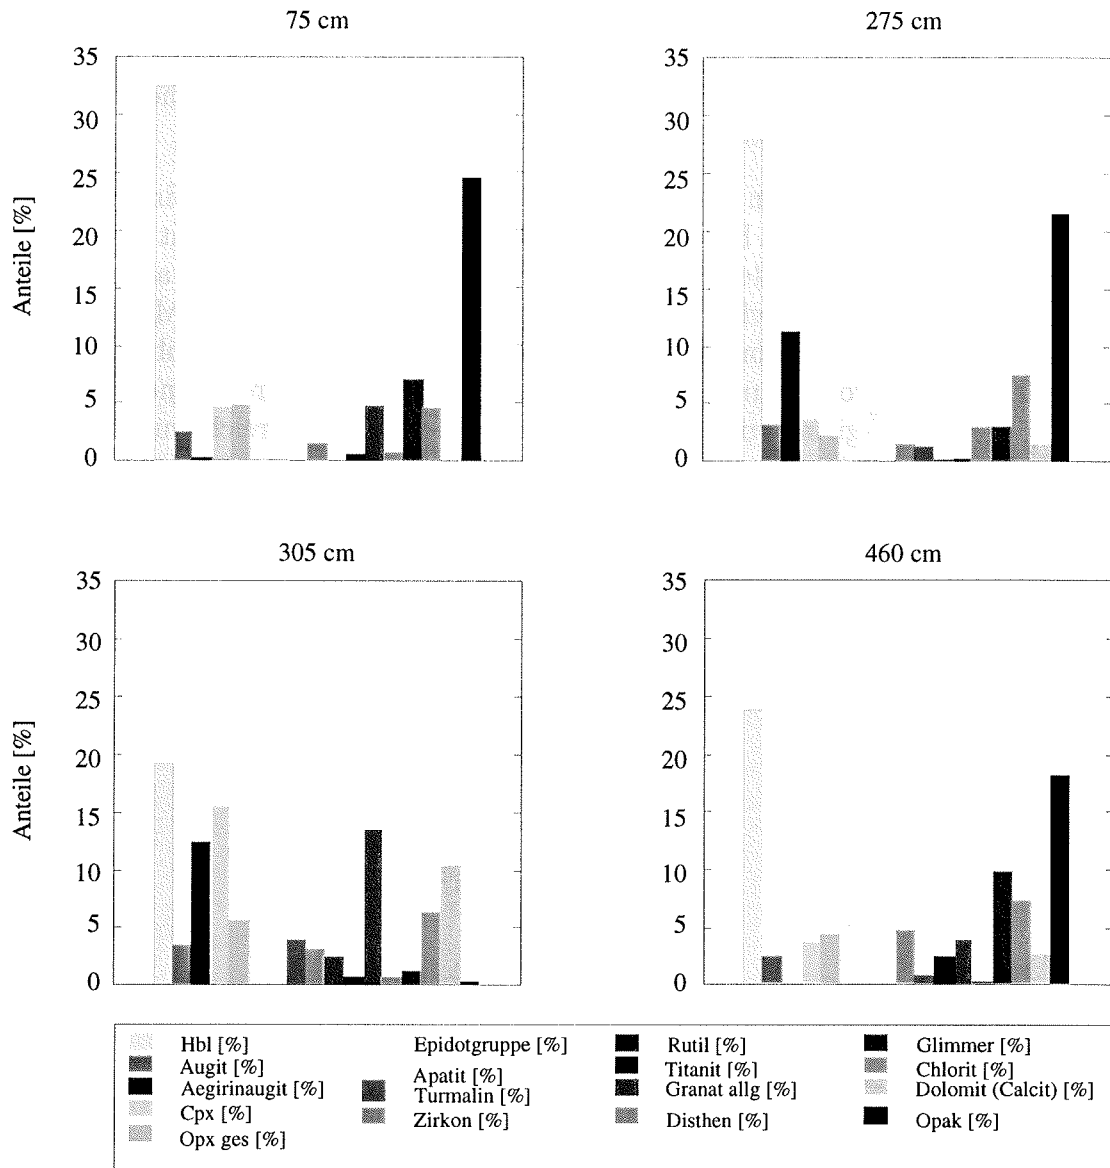 75 cm
275 cm
35
30
25
20
15
10
5
0
Anteile [%]
35
30
25
20
15
10
5
0
305 cm
460 cm
35
30
25
20
15
10
5
0
Anteile [%]
35
30
25
20
15
10
5
0
Hbl [%]
Augit [%]
Aegirinaugit [%]
Cpx [%]
Opx ges [%]
Epidotgruppe [%]
Apatit [%]
Turmalin [%]
Zirkon [%]
Rutil [%]
Titanit [%]
Granat allg [%]
Disthen [%]
Glimmer [%]
Chlorit [%]
Dolomit (Calcit) [%]
Opak [%]